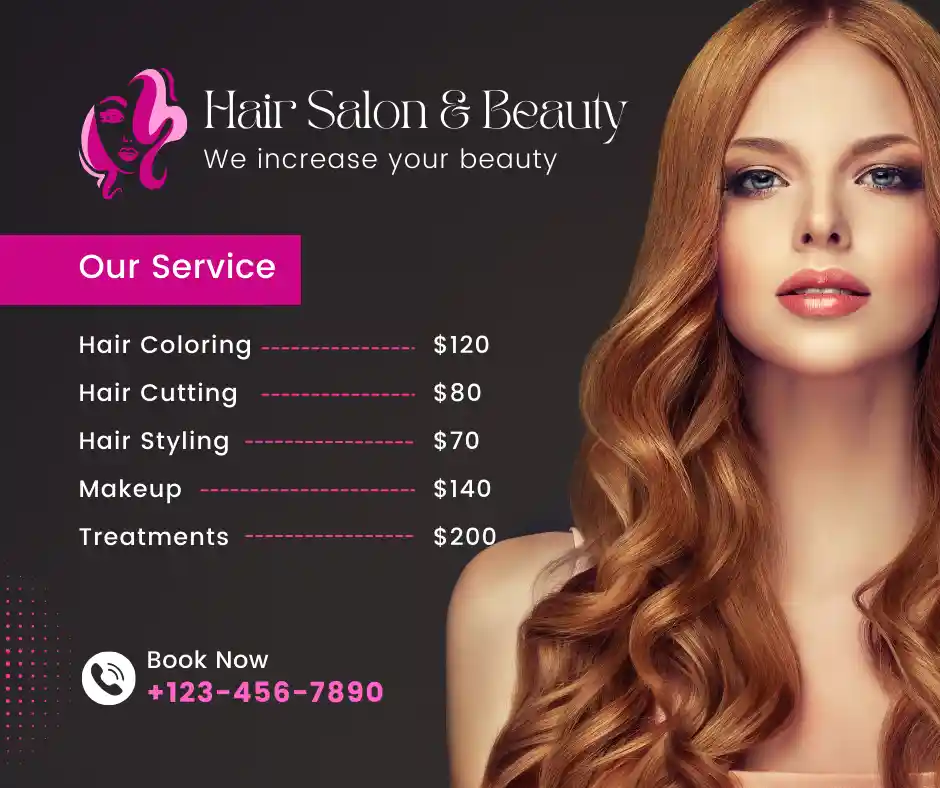 Hair Salon & Beauty
We increase your beauty
Our Service
Hair Coloring --------------- $120
Hair Cutting --------------- $80
Hair Styling ---------------- $70
Makeup --------------------- $140
Treatments ---------------- $200
Book Now
+123-456-7890